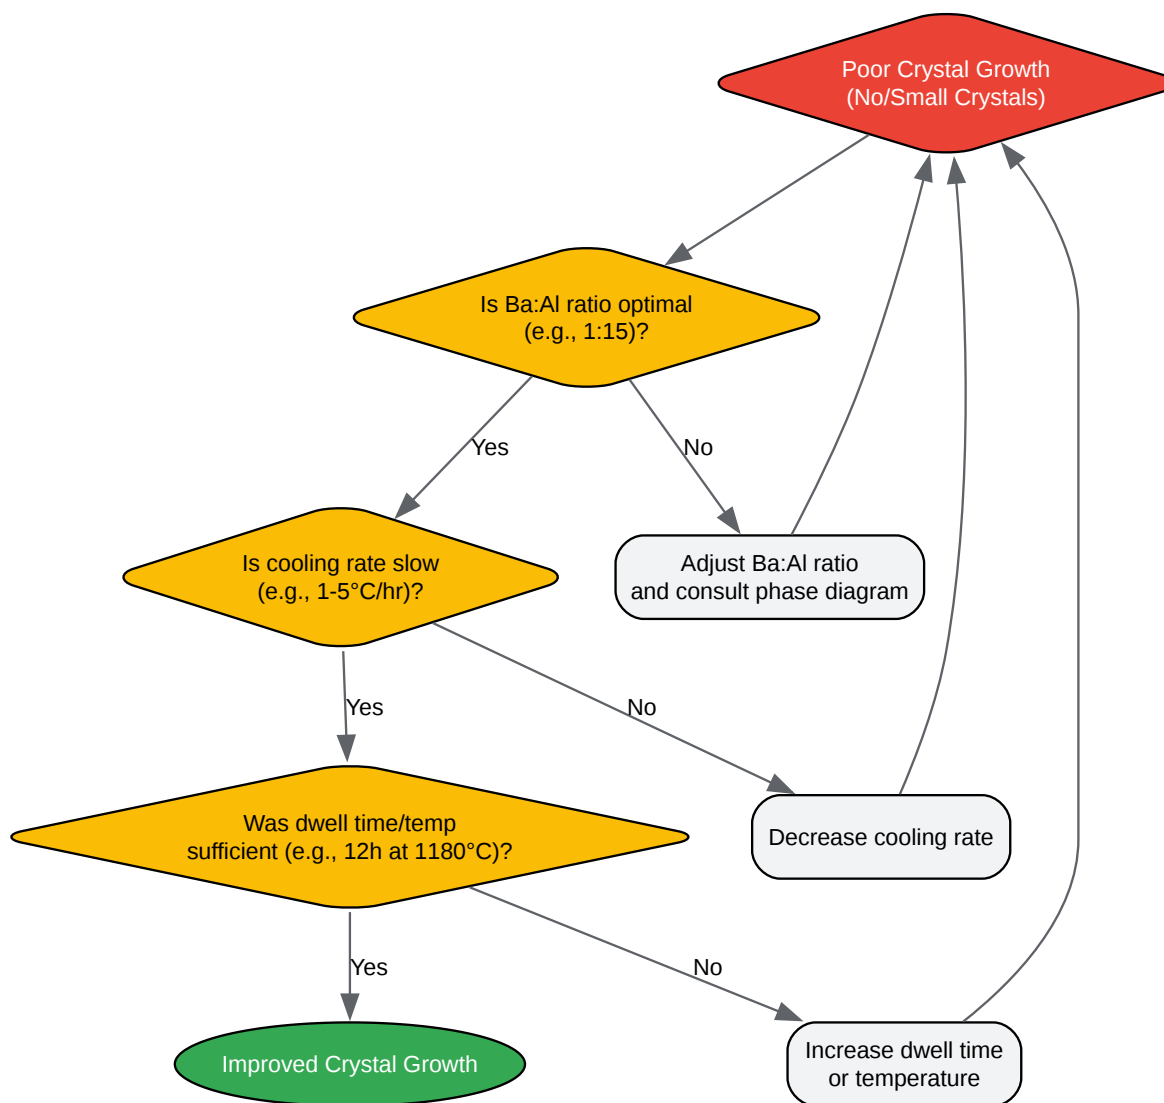 Poor Crystal Growth
(No/Small Crystals)
Is Ba:Al ratio optimal
(e.g., 1:15)?
Yes
No
Is cooling rate slow
(e.g., 1-5°C/hr)?
Adjust Ba:Al ratio
and consult phase diagram
Yes
No
Was dwell time/temp
sufficient (e.g., 12h at 1180°C)?
Decrease cooling rate
Yes
No
Improved Crystal Growth
Increase dwell time
or temperature